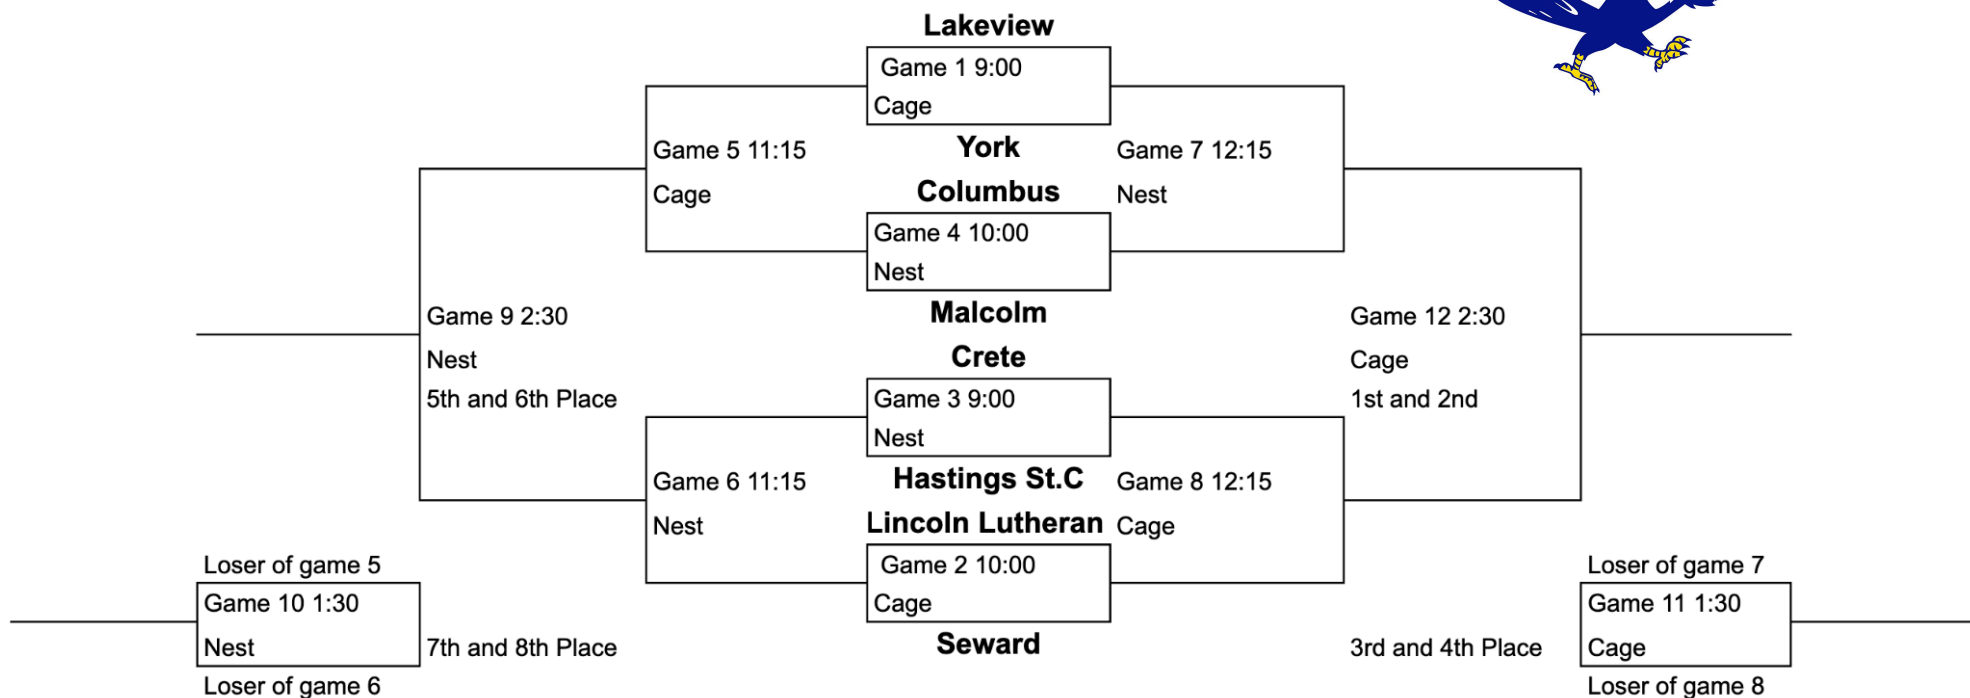 Lakeview
Game 1 9:00
Cage
York
Game 5 11:15
Cage
Game 7 12:15
Nest
Columbus
Game 4 10:00
Nest
Malcolm
Game 9 2:30
Nest
5th and 6th Place
Game 12 2:30
Cage
1st and 2nd
Crete
Game 3 9:00
Nest
Hastings St.C
Game 6 11:15
Nest
Game 8 12:15
Cage
Lincoln Lutheran
Game 2 10:00
Cage
Seward
Loser of game 5
Game 10 1:30
Nest
Loser of game 6
7th and 8th Place
3rd and 4th Place
Loser of game 7
Game 11 1:30
Cage
Loser of game 8